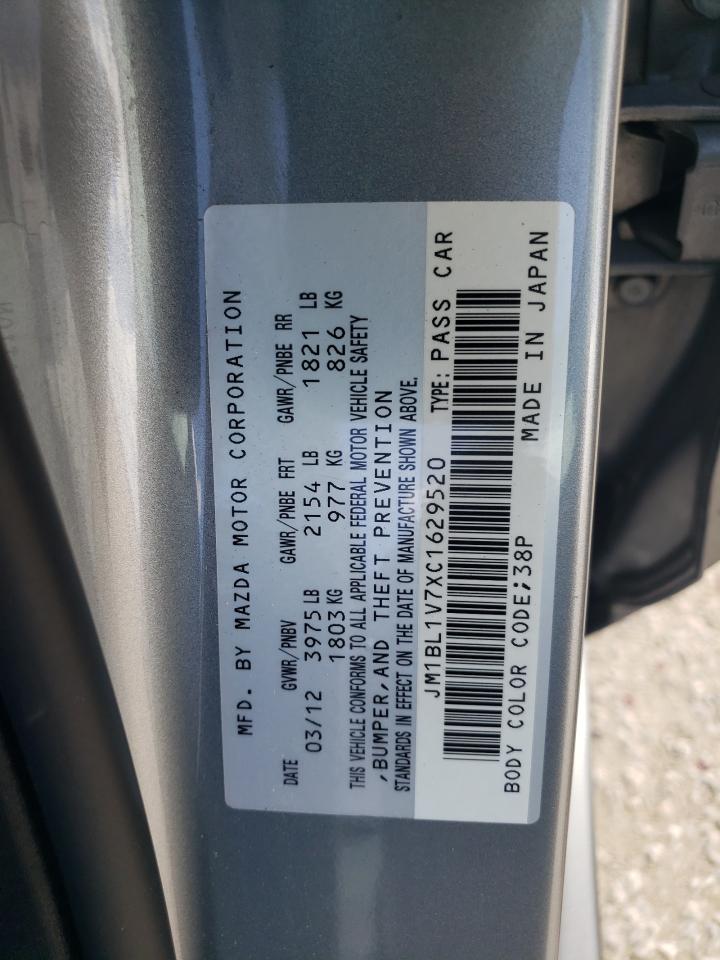 MFD. BY MAZDA MOTOR CORPORATION
DATE GVWR/PNBV GAWR/PNBE FRT GAWR/PNBE RR
03/12 3975 LB 2154 LB 1821 LB
1803 KG 977 KG 826 KG
THIS VEHICLE CONFORMS TO ALL APPLICABLE FEDERAL MOTOR VEHICLE SAFETY
,BUMPER,AND THEFT PREVENTION
STANDARDS IN EFFECT ON THE DATE OF MANUFACTURE SHOWN ABOVE.
JM1BL1V7XC1629520 TYPE: PASS CAR
BODY COLOR CODE;38P MADE IN JAPAN